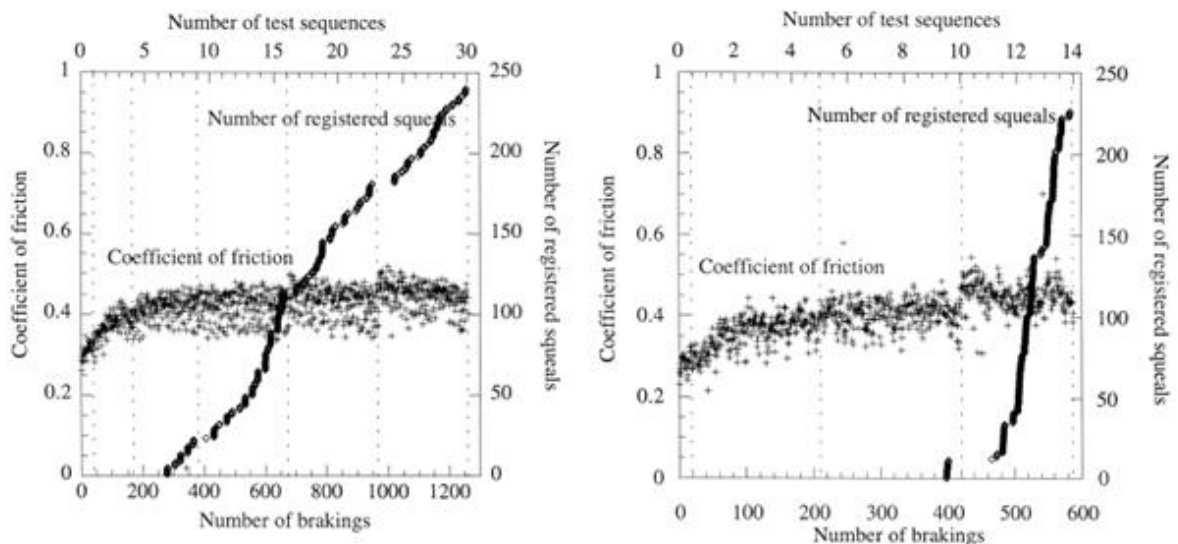 Number of test sequences
0 5 10 15 20 25 30
1 250
Number of registered squeals
0.8 200
0.6 150
Coefficient of friction
0.4 100
0.2 50
0 0
0 200 400 600 800 1000 1200
Number of brakings
Coefficient of friction
Number of registered squeals
Number of test sequences
0 2 4 6 8 10 12 14
1 250
Number of registered squeals
0.8 200
0.6 150
Coefficient of friction
0.4 100
0.2 50
0 0
0 100 200 300 400 500 600
Number of brakings
Coefficient of friction
Number of registered squeals